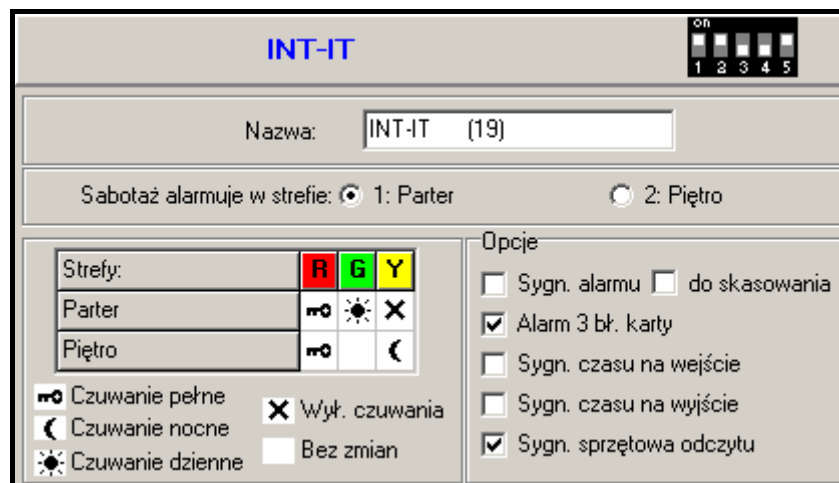 INT-IT
on
1 2 3 4 5
Nazwa: INT-IT (19)
Sabotaż alarmuje w strefie: 1: Parter 2: Piętro
Strefy: R G Y
Parter
Piętro
Czuwanie pełne
Czuwanie nocne
Czuwanie dzienne
Wył. czuwania
Bez zmian
Opcje
Sygn. alarmu do skasowania
Alarm 3 bł. karty
Sygn. czasu na wejście
Sygn. czasu na wyjście
Sygn. sprzętowa odczytu